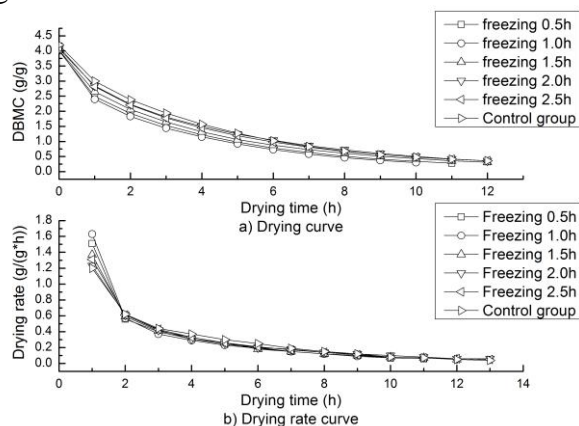 freezing 0.5h
freezing 1.0h
freezing 1.5h
freezing 2.0h
freezing 2.5h
Control group
4.5
4.0
3.5
3.0
2.5
2.0
1.5
1.0
0.5
0.0
DBMC (g/g)
0 2 4 6 8 10 12
Drying time (h)
a) Drying curve
Freezing 0.5h
Freezing 1.0h
Freezing 1.5h
Freezing 2.0h
Freezing 2.5h
Control group
1.8
1.6
1.4
1.2
1.0
0.8
0.6
0.4
0.2
0.0
Drying rate (g/(g*h))
0 2 4 6 8 10 12 14
Drying time (h)
b) Drying rate curve